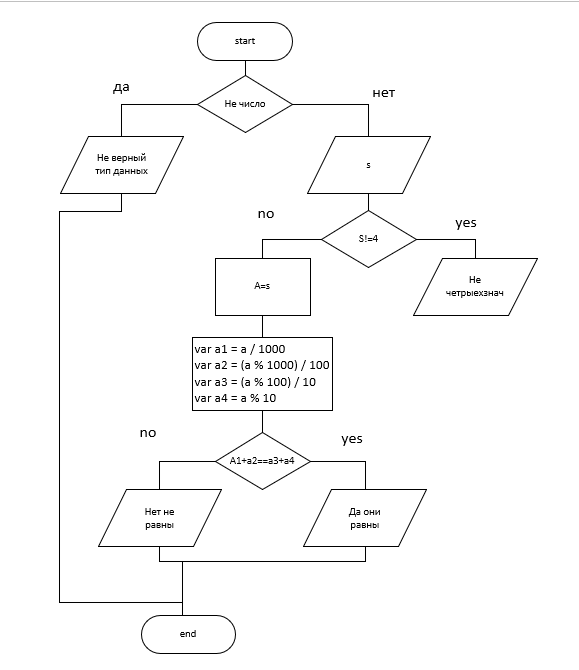 start
да
нет
Не число
Не верный
тип данных
s
no
yes
S!=4
A=s
Не
четрыехзнач
var a1 = a / 1000
var a2 = (a % 1000) / 100
var a3 = (a % 100) / 10
var a4 = a % 10
no
yes
A1+a2==a3+a4
Нет не
равны
Да они
равны
end